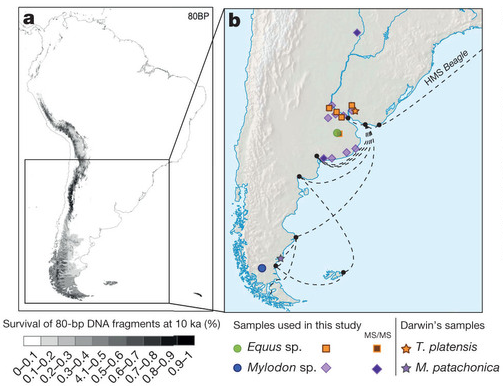 a
80BP
b
HMS Beagle
Survival of 80-bp DNA fragments at 10 ka (%)
0–0.1
0.1–0.2
0.2–0.3
0.3–0.4
4.1–0.5
0.5–0.6
0.6–0.7
0.7–0.8
0.8–0.9
0.9–1
Samples used in this study
Darwin's samples
MS/MS
Equus sp.
T. platensis
Mylodon sp.
M. patachonica